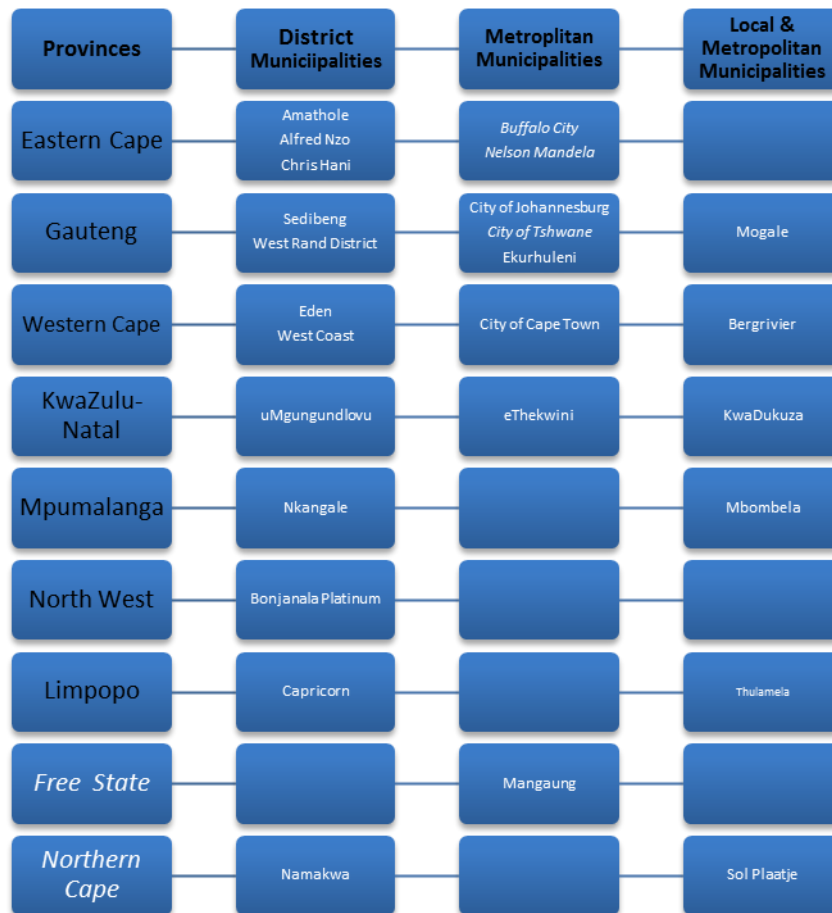 Provinces
District
Municiipalities
Metroplitan
Municipalities
Local &
Metropolitan
Municipalities
Eastern Cape
Amathole
Alfred Nzo
Chris Hani
Buffalo City
Nelson Mandela
Gauteng
Sedibeng
West Rand District
City of Johannesburg
City of Tshwane
Ekurhuleni
Mogale
Western Cape
Eden
West Coast
City of Cape Town
Bergrivier
KwaZulu-
Natal
uMgungundlovu
eThekwini
KwaDukuza
Mpumalanga
Nkangale
Mbombela
North West
Bonjanala Platinum
Limpopo
Capricorn
Thulamela
Free State
Mangaung
Northern
Cape
Namakwa
Sol Plaatje